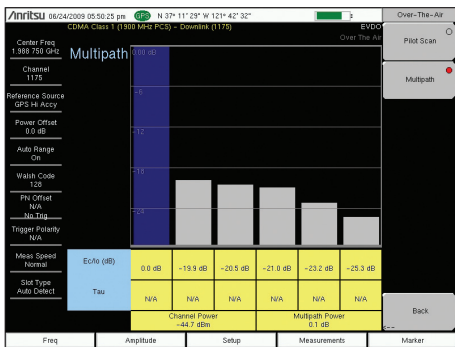 Anritsu 06/24/2009 05:50:25 pm GPS N 37° 11' 29" W 121° 42' 32"
Over-The-Air
CDMA Class 1 (1900 MHz PCS) - Downlink (1175) EVDO
Over The Air
Center Freq
1.988 750 GHz
Channel
1175
Reference Source
GPS Hi Accy
Power Offset
0.0 dB
Auto Range
On
Walsh Code
128
PN Offset
N/A
No Trig
Trigger Polarity
N/A
Meas Speed
Normal
Slot Type
Auto Detect
Multipath
0.00 dB
-6
-12
-18
-24
Ec/Io (dB) 0.0 dB -19.9 dB -20.5 dB -21.0 dB -23.2 dB -25.3 dB
Tau N/A N/A N/A N/A N/A N/A
Channel Power
-44.7 dBm
Multipath Power
0.1 dB
Pilot Scan
Multipath
Back
<--
Freq Amplitude Setup Measurements Marker